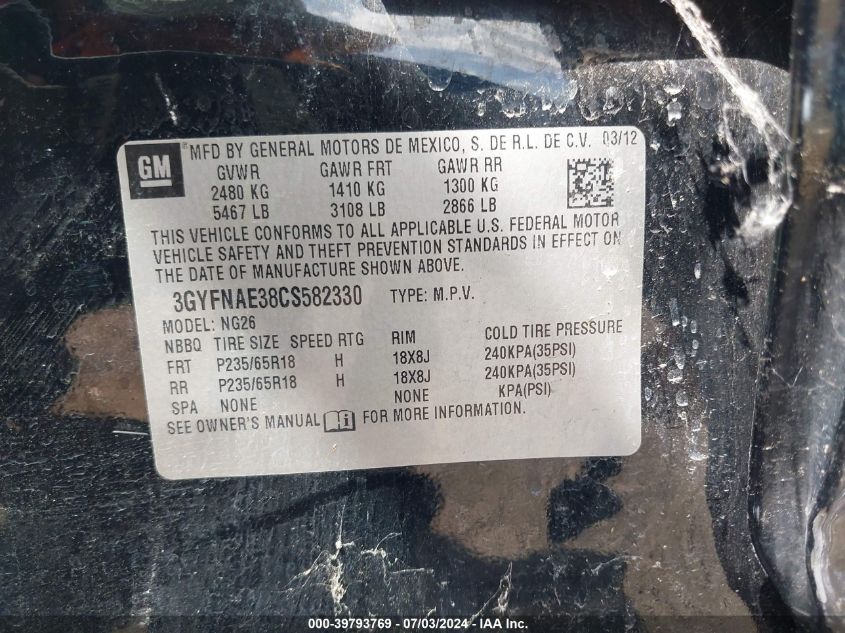 GM ® MFD BY GENERAL MOTORS DE MEXICO, S. DE R.L. DE C.V. 03/12
GVWR GAWR FRT GAWR RR
2480 KG 1410 KG 1300 KG
5467 LB 3108 LB 2866 LB
THIS VEHICLE CONFORMS TO ALL APPLICABLE U.S. FEDERAL MOTOR
VEHICLE SAFETY AND THEFT PREVENTION STANDARDS IN EFFECT ON
THE DATE OF MANUFACTURE SHOWN ABOVE.
3GYFNAE38CS582330 TYPE: M.P.V.
MODEL: NG26
NBBQ TIRE SIZE SPEED RTG RIM COLD TIRE PRESSURE
FRT P235/65R18 H 18X8J 240KPA(35PSI)
RR P235/65R18 H 18X8J 240KPA(35PSI)
SPA NONE NONE KPA(PSI)
SEE OWNER'S MANUAL i FOR MORE INFORMATION.
000-39793769 - 07/03/2024 - IAA Inc.